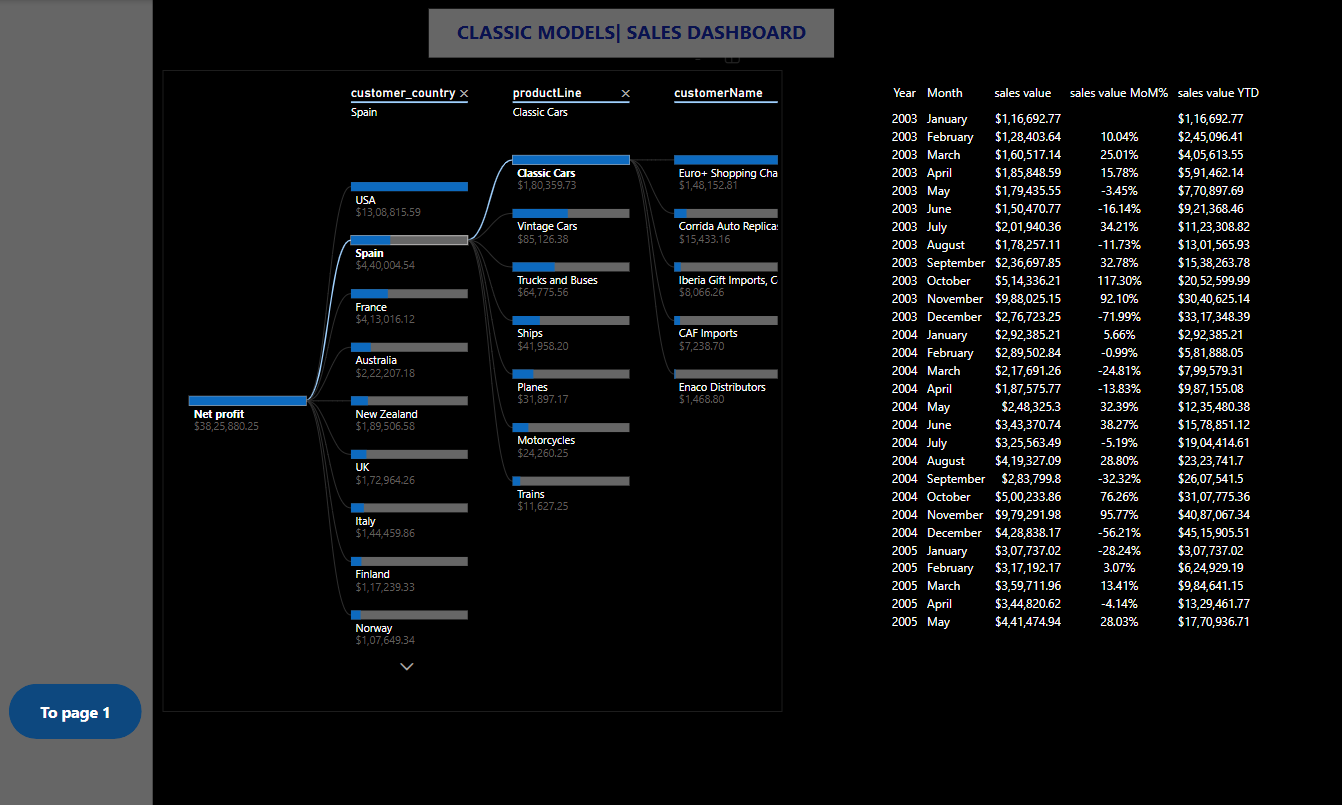 CLASSIC MODELS| SALES DASHBOARD
customer_country ×
Spain
productLine ×
Classic Cars
customerName
Net profit
$38,25,880.25
USA
$13,08,815.59
Spain
$4,40,004.54
France
$4,13,016.12
Australia
$2,22,207.18
New Zealand
$1,89,506.58
UK
$1,72,964.26
Italy
$1,44,459.86
Finland
$1,17,239.33
Norway
$1,07,649.34
Classic Cars
$1,80,359.73
Vintage Cars
$85,126.38
Trucks and Buses
$64,775.56
Ships
$41,958.20
Planes
$31,897.17
Motorcycles
$24,260.25
Trains
$11,627.25
Euro+ Shopping Cha
$1,48,152.81
Corrida Auto Replicas
$15,433.16
Iberia Gift Imports, C
$8,066.26
CAF Imports
$7,238.70
Enaco Distributors
$1,468.80
Year Month sales value sales value MoM% sales value YTD
2003 January $1,16,692.77 $1,16,692.77
2003 February $1,28,403.64 10.04% $2,45,096.41
2003 March $1,60,517.14 25.01% $4,05,613.55
2003 April $1,85,848.59 15.78% $5,91,462.14
2003 May $1,79,435.55 -3.45% $7,70,897.69
2003 June $1,50,470.77 -16.14% $9,21,368.46
2003 July $2,01,940.36 34.21% $11,23,308.82
2003 August $1,78,257.11 -11.73% $13,01,565.93
2003 September $2,36,697.85 32.78% $15,38,263.78
2003 October $5,14,336.21 117.30% $20,52,599.99
2003 November $9,88,025.15 92.10% $30,40,625.14
2003 December $2,76,723.25 -71.99% $33,17,348.39
2004 January $2,92,385.21 5.66% $2,92,385.21
2004 February $2,89,502.84 -0.99% $5,81,888.05
2004 March $2,17,691.26 -24.81% $7,99,579.31
2004 April $1,87,575.77 -13.83% $9,87,155.08
2004 May $2,48,325.3 32.39% $12,35,480.38
2004 June $3,43,370.74 38.27% $15,78,851.12
2004 July $3,25,563.49 -5.19% $19,04,414.61
2004 August $4,19,327.09 28.80% $23,23,741.7
2004 September $2,83,799.8 -32.32% $26,07,541.5
2004 October $5,00,233.86 76.26% $31,07,775.36
2004 November $9,79,291.98 95.77% $40,87,067.34
2004 December $4,28,838.17 -56.21% $45,15,905.51
2005 January $3,07,737.02 -28.24% $3,07,737.02
2005 February $3,17,192.17 3.07% $6,24,929.19
2005 March $3,59,711.96 13.41% $9,84,641.15
2005 April $3,44,820.62 -4.14% $13,29,461.77
2005 May $4,41,474.94 28.03% $17,70,936.71
To page 1